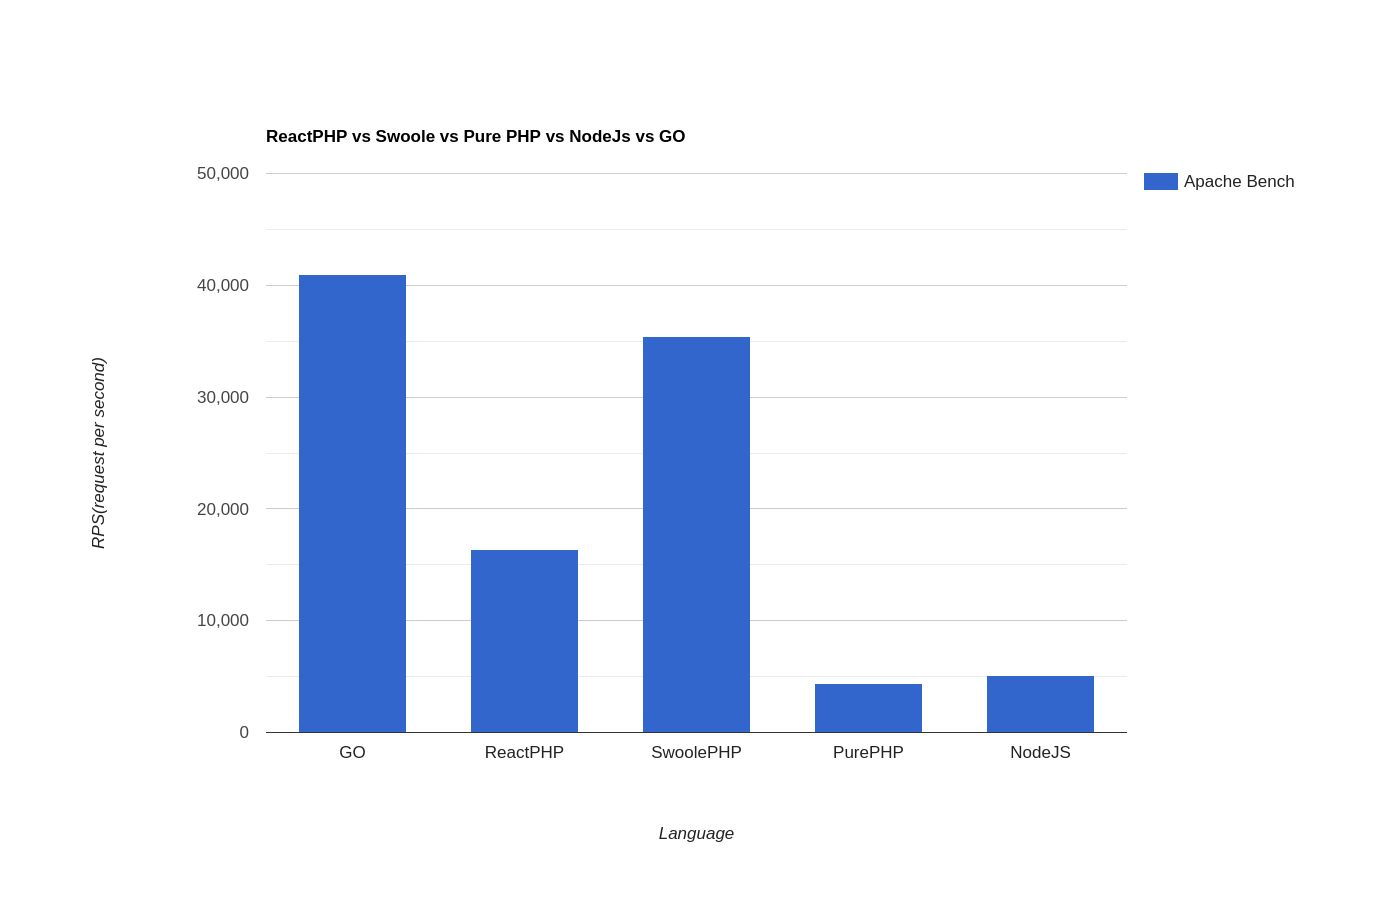 ReactPHP vs Swoole vs Pure PHP vs NodeJs vs GO
50,000
40,000
30,000
20,000
10,000
0
RPS(request per second)
Apache Bench
GO
ReactPHP
SwoolePHP
PurePHP
NodeJS
Language